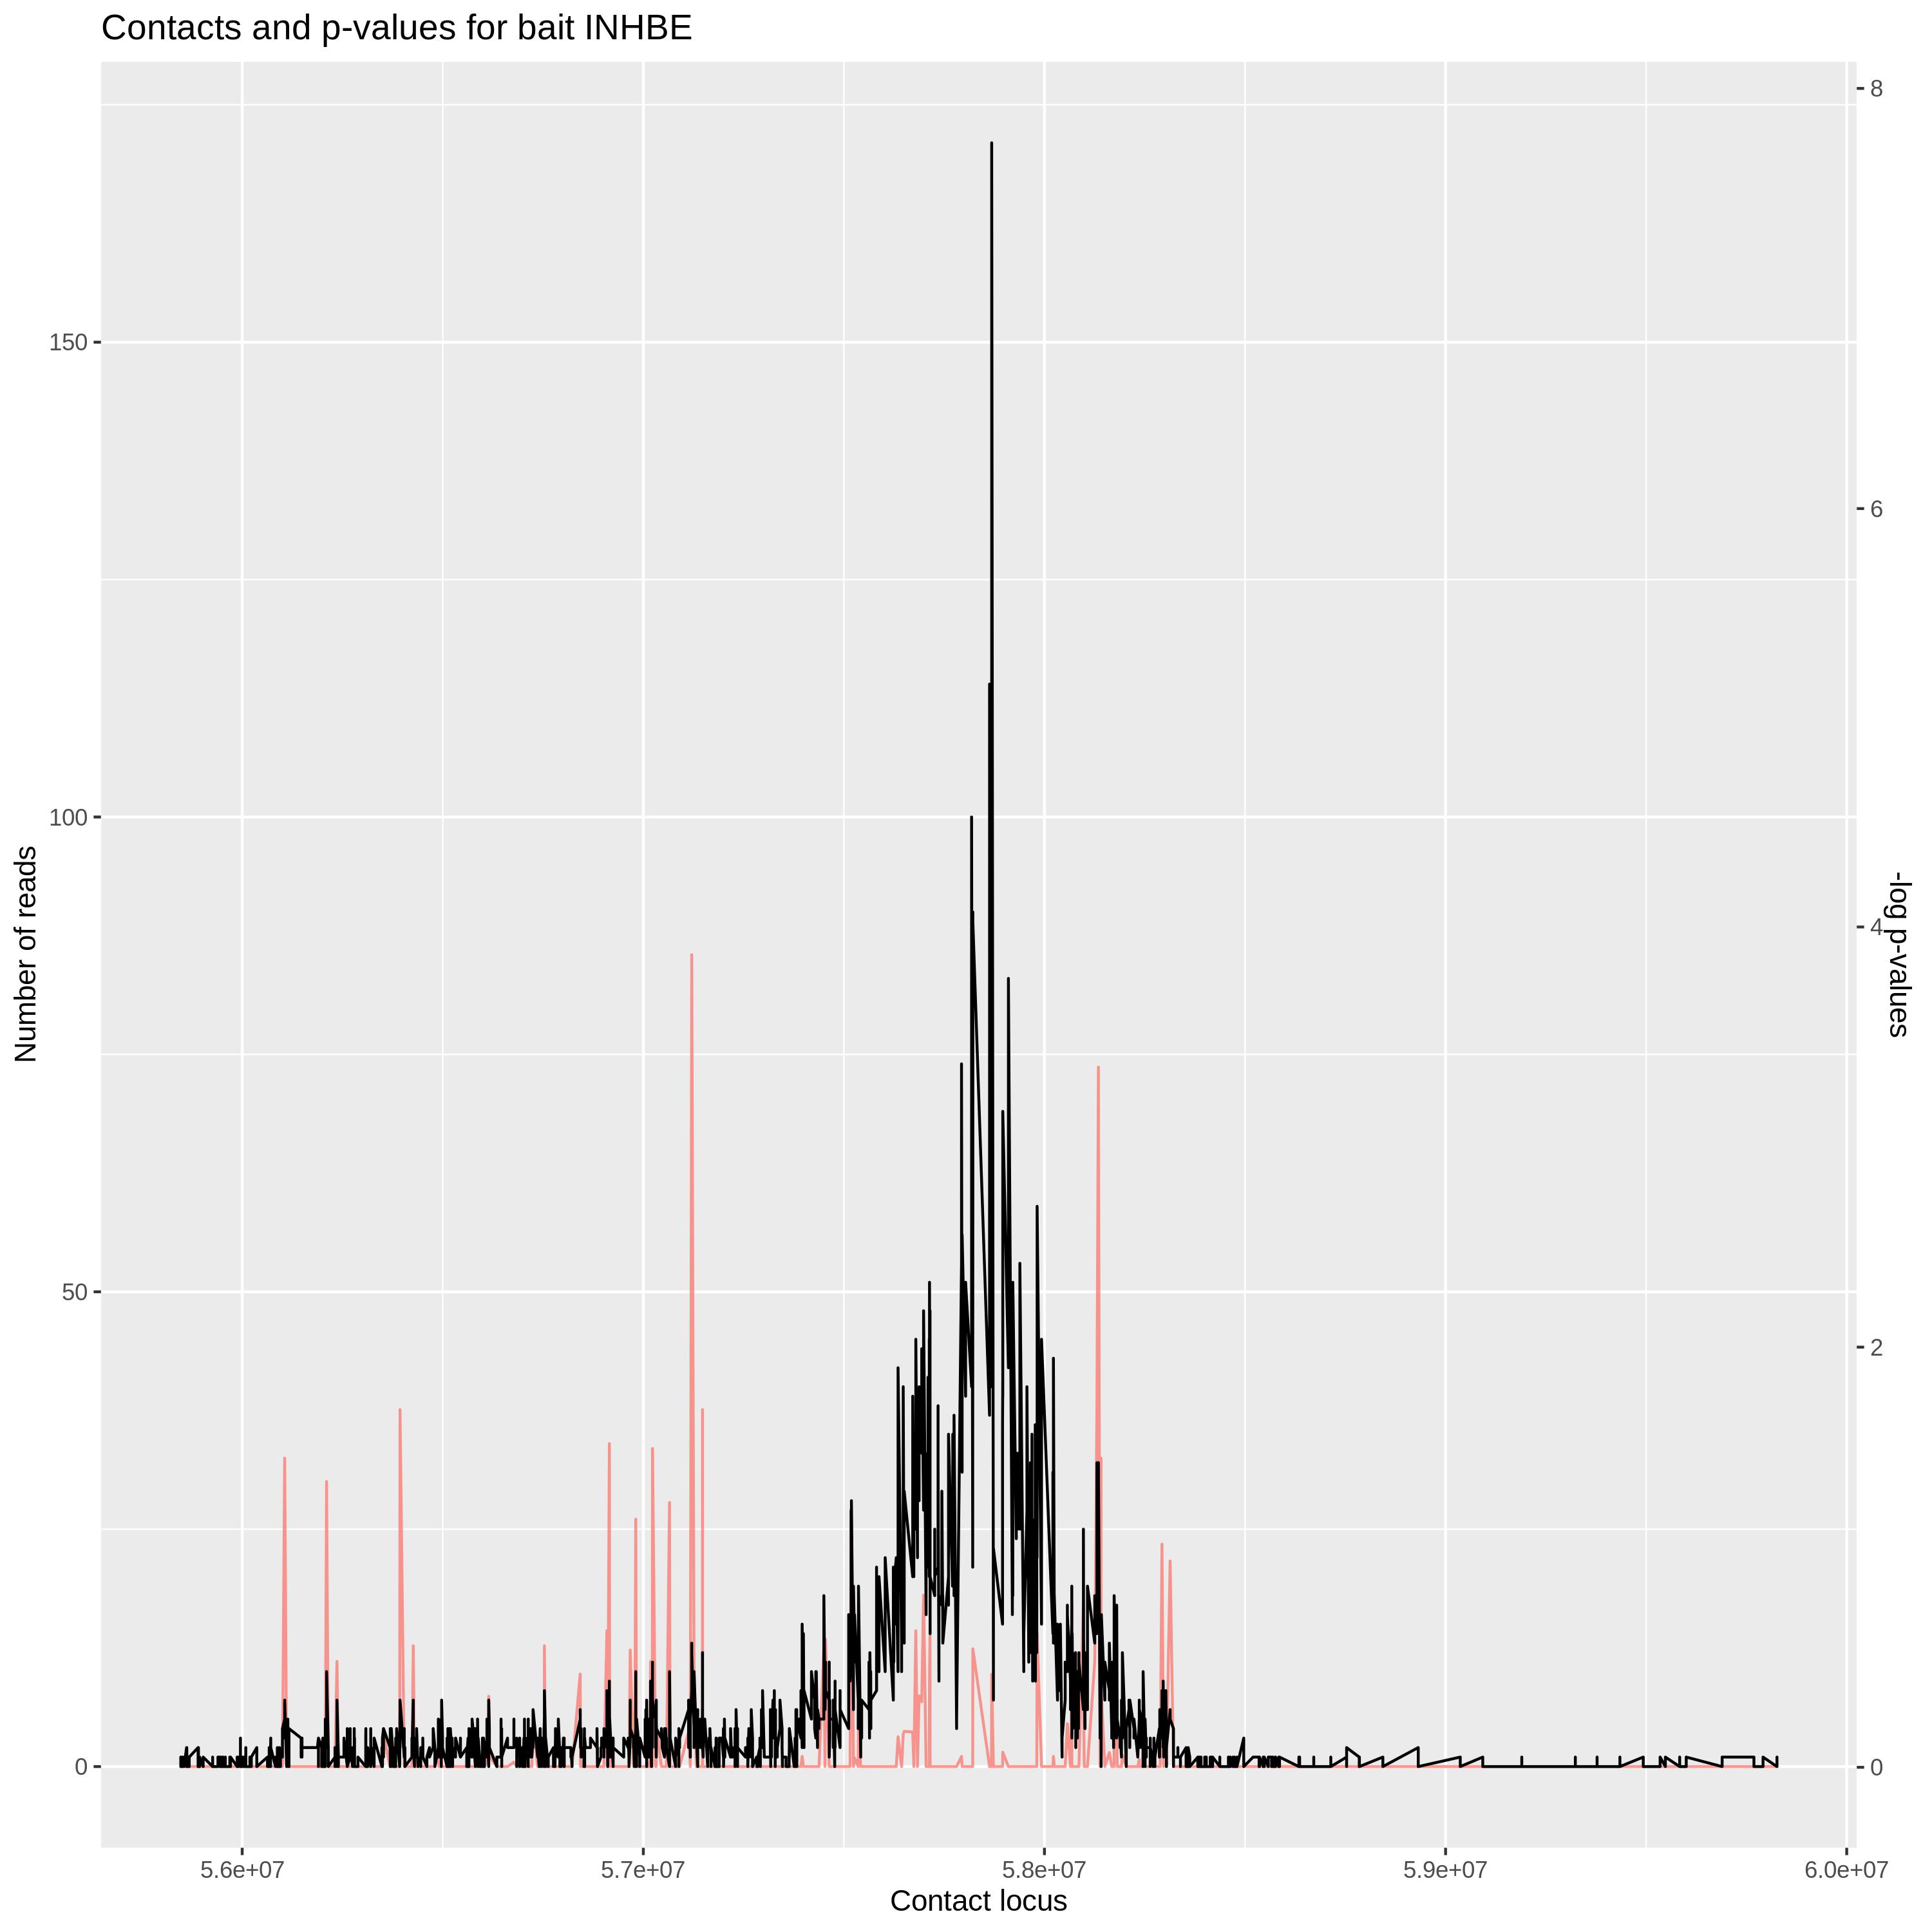 Contacts and p-values for bait INHBE
8
150
6
100
4
50
2
0
0
Number of reads
-log p-values
5.6e+07 5.7e+07 5.8e+07 5.9e+07 6.0e+07
Contact locus